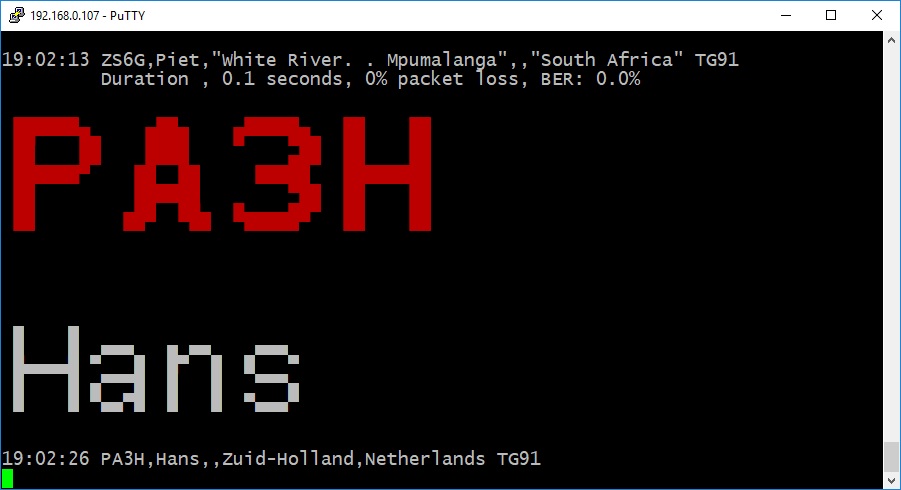 192.168.0.107 - PuTTY
19:02:13 ZS6G,Piet,"White River. . Mpumalanga",,"South Africa" TG91
Duration , 0.1 seconds, 0% packet loss, BER: 0.0%
PA3H
Hans
19:02:26 PA3H,Hans,,Zuid-Holland,Netherlands TG91